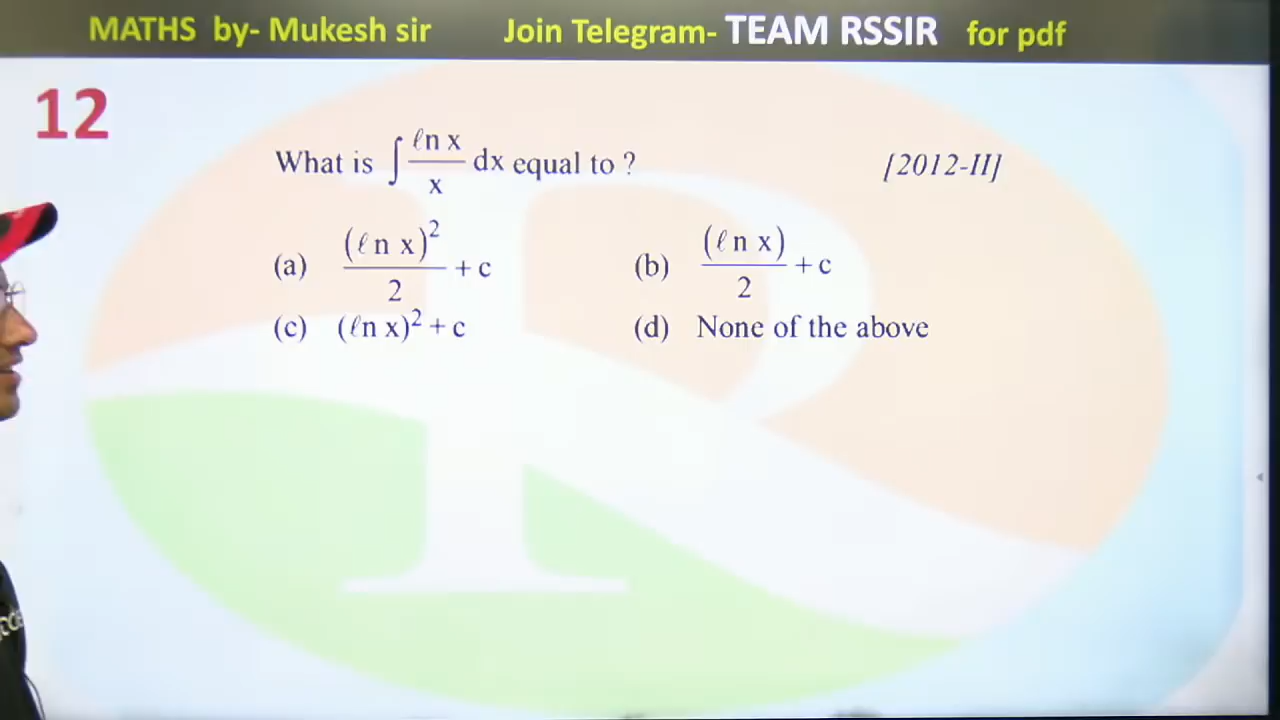 MATHS by- Mukesh sir Join Telegram- TEAM RSSIR for pdf
12
What is ∫ ℓn x / x dx equal to ? [2012-II]
(a) (ℓn x)² / 2 + c (b) (ℓn x) / 2 + c
(c) (ℓn x)² + c (d) None of the above